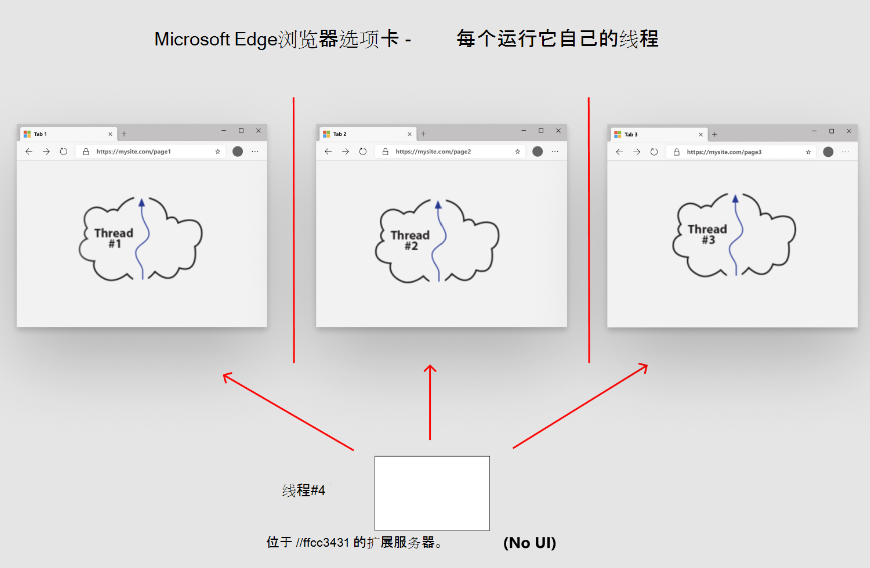 Microsoft Edge浏览器选项卡 - 每个运行它自己的线程
Tab 1
https://mysite.com/page1
Thread
#1
Tab 2
https://mysite.com/page2
Thread
#2
Tab 3
https://mysite.com/page3
Thread
#3
线程#4
位于 //ffcc3431 的扩展服务器。
(No UI)